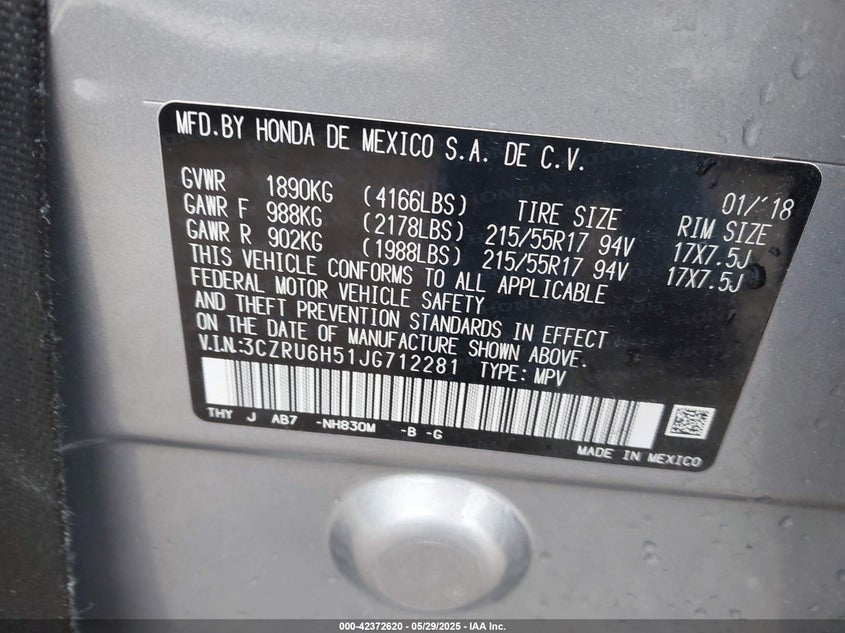 MFD.BY HONDA DE MEXICO S.A. DE C.V.
01/'18
GVWR 1890KG (4166LBS) TIRE SIZE RIM SIZE
GAWR F 988KG (2178LBS) 215/55R17 94V 17X7.5J
GAWR R 902KG (1988LBS) 215/55R17 94V 17X7.5J
THIS VEHICLE CONFORMS TO ALL APPLICABLE
FEDERAL MOTOR VEHICLE SAFETY
AND THEFT PREVENTION STANDARDS IN EFFECT
ON THE DATE OF MANUFACTURE SHOWN ABOVE.
V.I.N:3CZRU6H51JG712281 TYPE: MPV
THY J AB7 -NH830M -B -G
MADE IN MEXICO
000-42372620 05/29/2025 - IAA Inc.